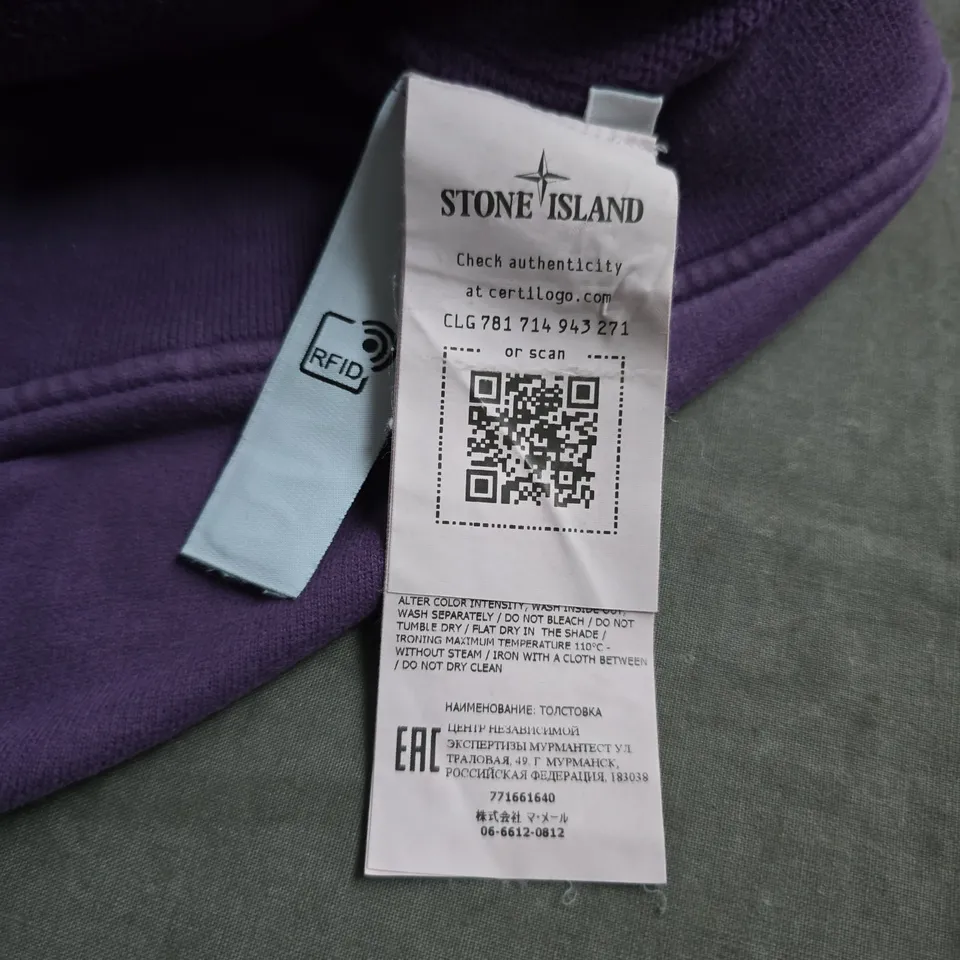 STONE ISLAND
Check authenticity
at certilogo.com
CLG 781 714 943 271
or scan
RFID
ALTER COLOR INTENSITY, WASH INSIDE OUT,
WASH SEPARATELY / DO NOT BLEACH / DO NOT
TUMBLE DRY / FLAT DRY IN THE SHADE /
IRONING MAXIMUM TEMPERATURE 110°C -
WITHOUT STEAM / IRON WITH A CLOTH BETWEEN
/ DO NOT DRY CLEAN
НАИМЕНОВАНИЕ: ТОЛСТОВКА
EAC
ЦЕНТР НЕЗАВИСИМОЙ
ЭКСПЕРТИЗЫ МУРМАНТЕСТ УЛ.
ТРАЛОВАЯ, 49. Г МУРМАНСК,
РОССИЙСКАЯ ФЕДЕРАЦИЯ, 183038
771661640
株式会社 マ・メール
06-6612-0812